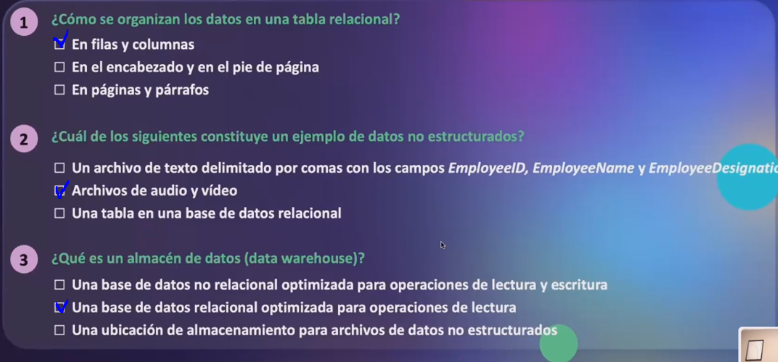 1 ¿Cómo se organizan los datos en una tabla relacional?
En filas y columnas
En el encabezado y en el pie de página
En páginas y párrafos
2 ¿Cuál de los siguientes constituye un ejemplo de datos no estructurados?
Un archivo de texto delimitado por comas con los campos EmployeeID, EmployeeName y EmployeeDesignatio
Archivos de audio y vídeo
Una tabla en una base de datos relacional
3 ¿Qué es un almacén de datos (data warehouse)?
Una base de datos no relacional optimizada para operaciones de lectura y escritura
Una base de datos relacional optimizada para operaciones de lectura
Una ubicación de almacenamiento para archivos de datos no estructurados